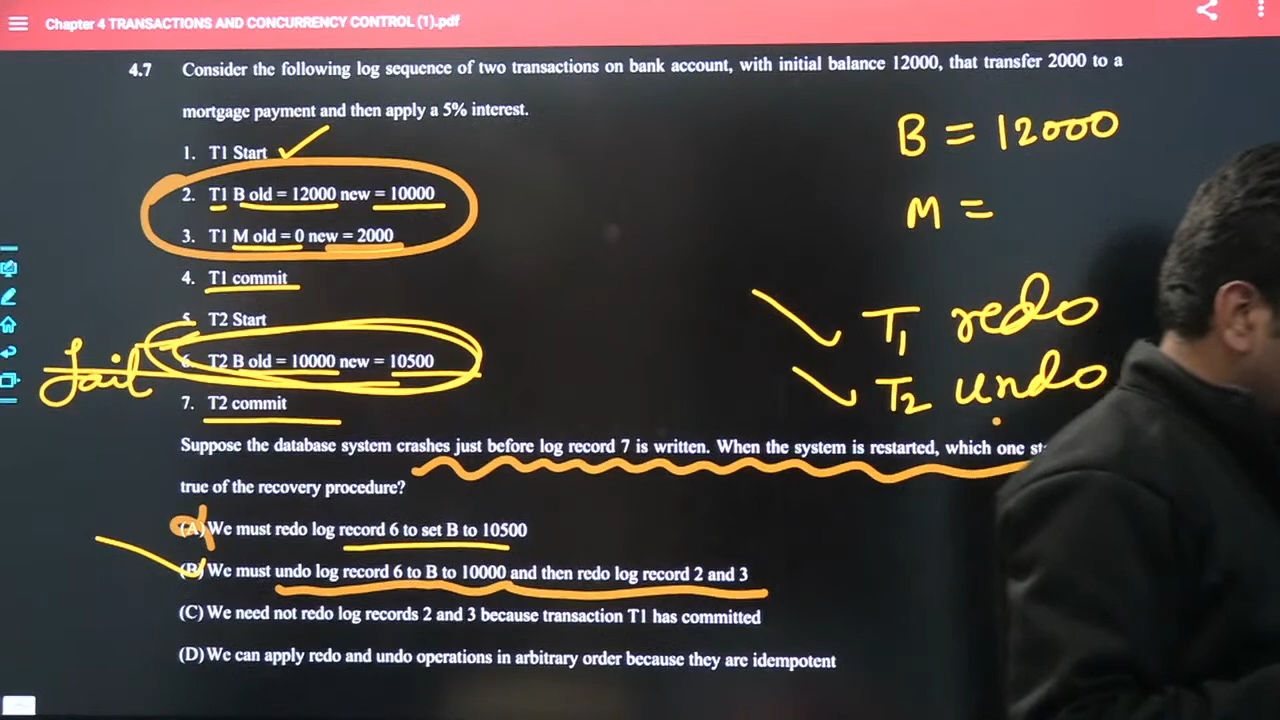 Chapter 4 TRANSACTIONS AND CONCURRENCY CONTROL (1).pdf
4.7 Consider the following log sequence of two transactions on bank account, with initial balance 12000, that transfer 2000 to a
mortgage payment and then apply a 5% interest.
1. T1 Start
2. T1 B old = 12000 new = 10000
3. T1 M old = 0 new = 2000
4. T1 commit
5. T2 Start
6. T2 B old = 10000 new = 10500
7. T2 commit
fail
B = 12000
M =
T1 redo
T2 undo
Suppose the database system crashes just before log record 7 is written. When the system is restarted, which one
true of the recovery procedure?
(A) We must redo log record 6 to set B to 10500
(B) We must undo log record 6 to B to 10000 and then redo log record 2 and 3
(C) We need not redo log records 2 and 3 because transaction T1 has committed
(D) We can apply redo and undo operations in arbitrary order because they are idempotent